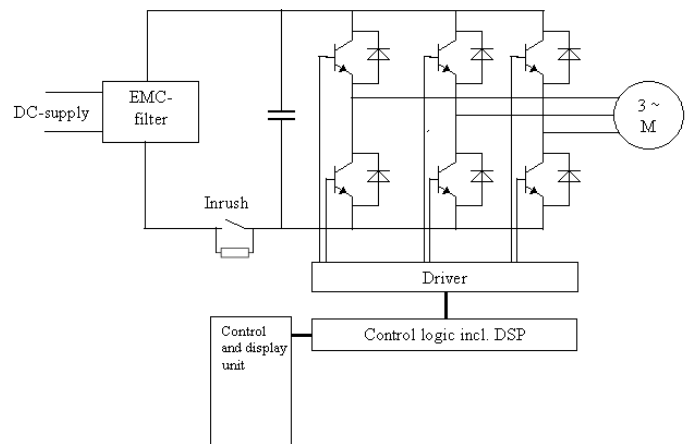 EMC-
filter
DC-supply
3 ~
M
Inrush
Driver
Control logic incl. DSP
Control
and display
unit